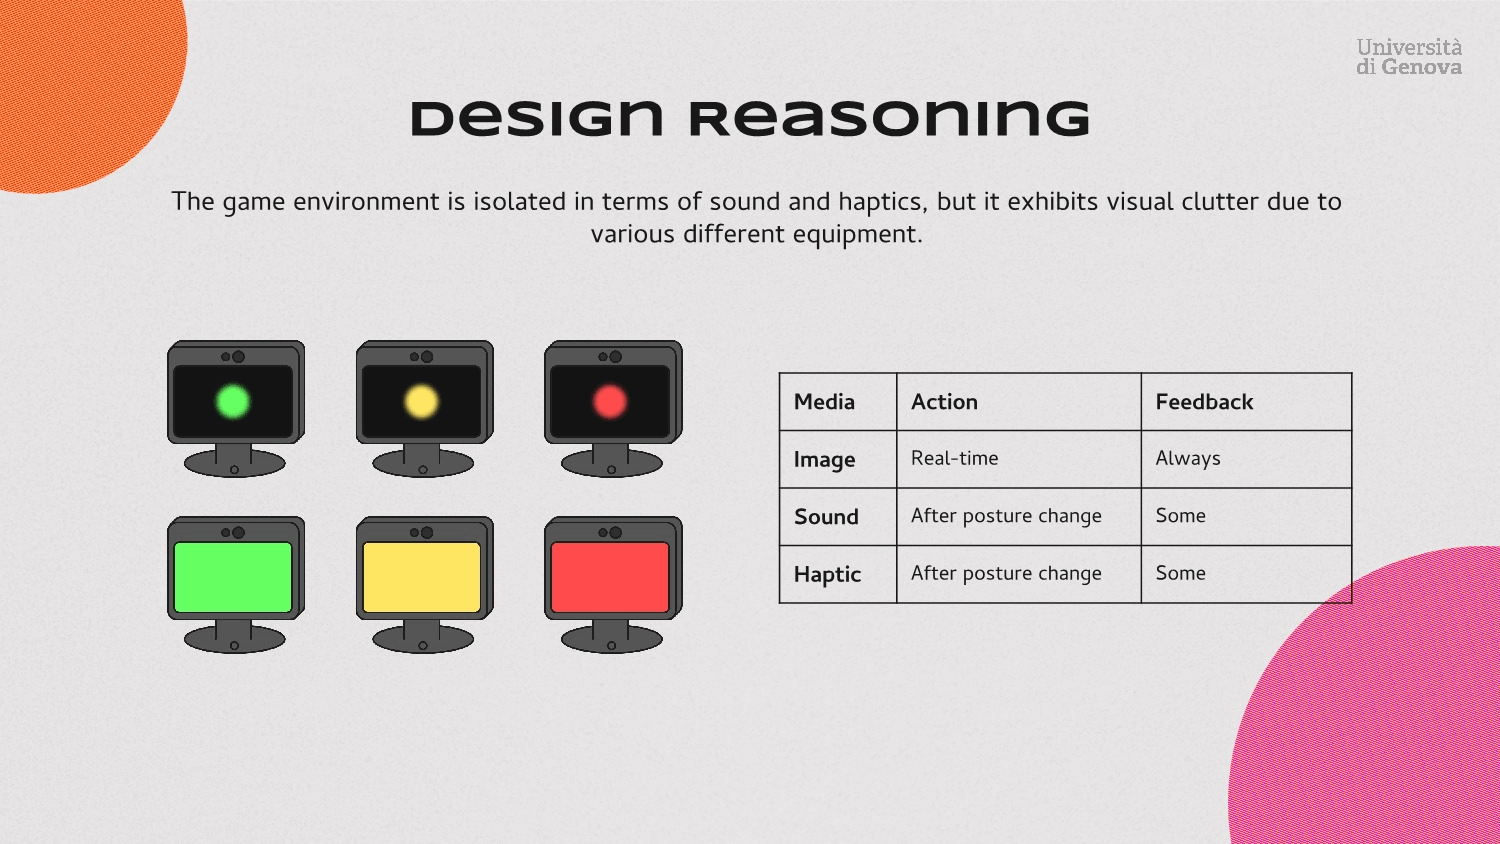 Università
di Genova
Design Reasoning
The game environment is isolated in terms of sound and haptics, but it exhibits visual clutter due to
various different equipment.
Media Action Feedback
Image Real-time Always
Sound After posture change Some
Haptic After posture change Some